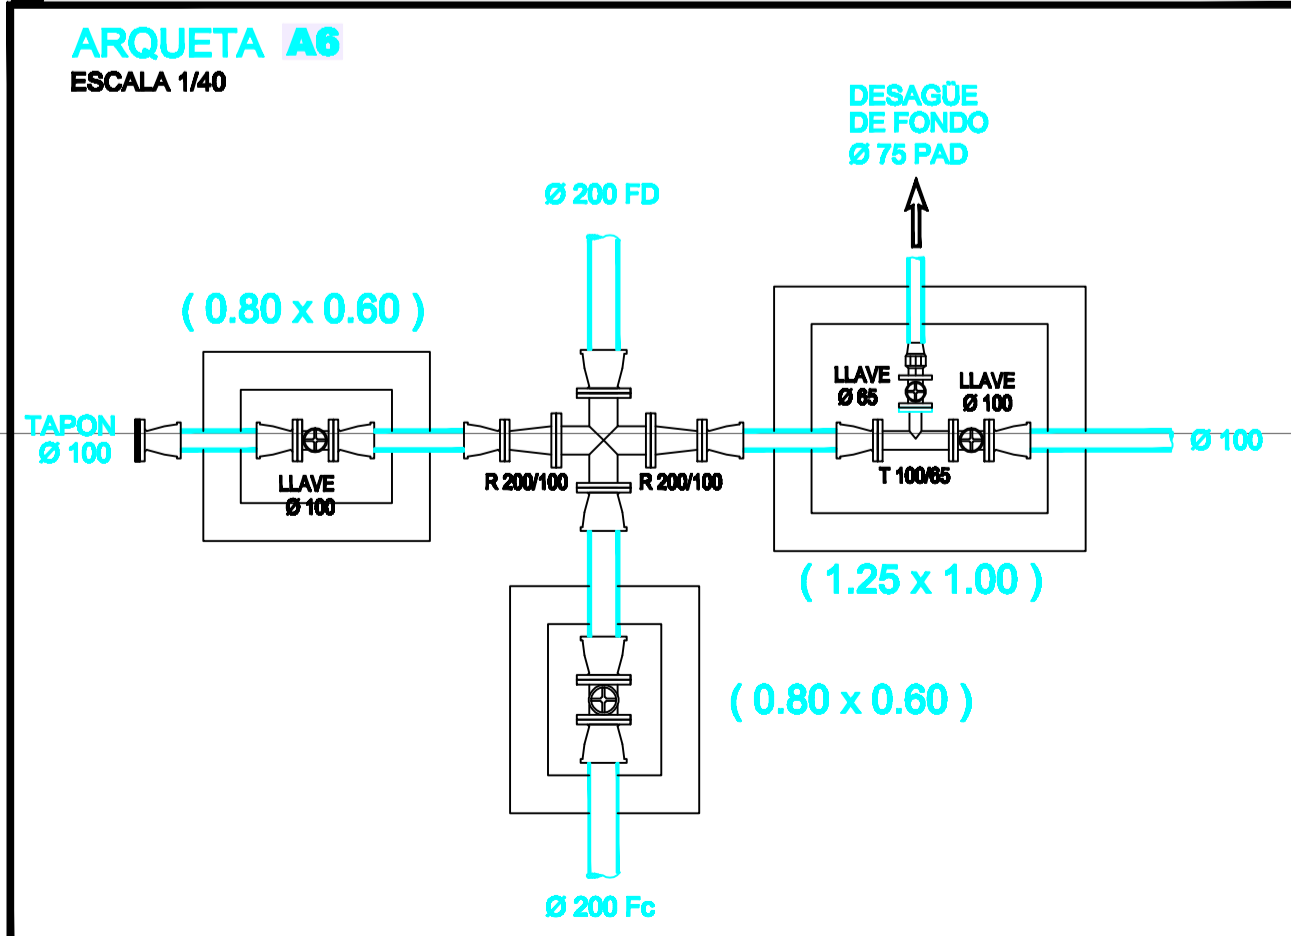 ARQUETA A6
ESCALA 1/40
DESAGÜE
DE FONDO
Ø 75 PAD
Ø 200 FD
( 0.80 x 0.60 )
LLAVE
Ø 65
LLAVE
Ø 100
TAPON
Ø 100
Ø 100
LLAVE
Ø 100
R 200/100
R 200/100
T 100/65
( 1.25 x 1.00 )
( 0.80 x 0.60 )
Ø 200 Fc